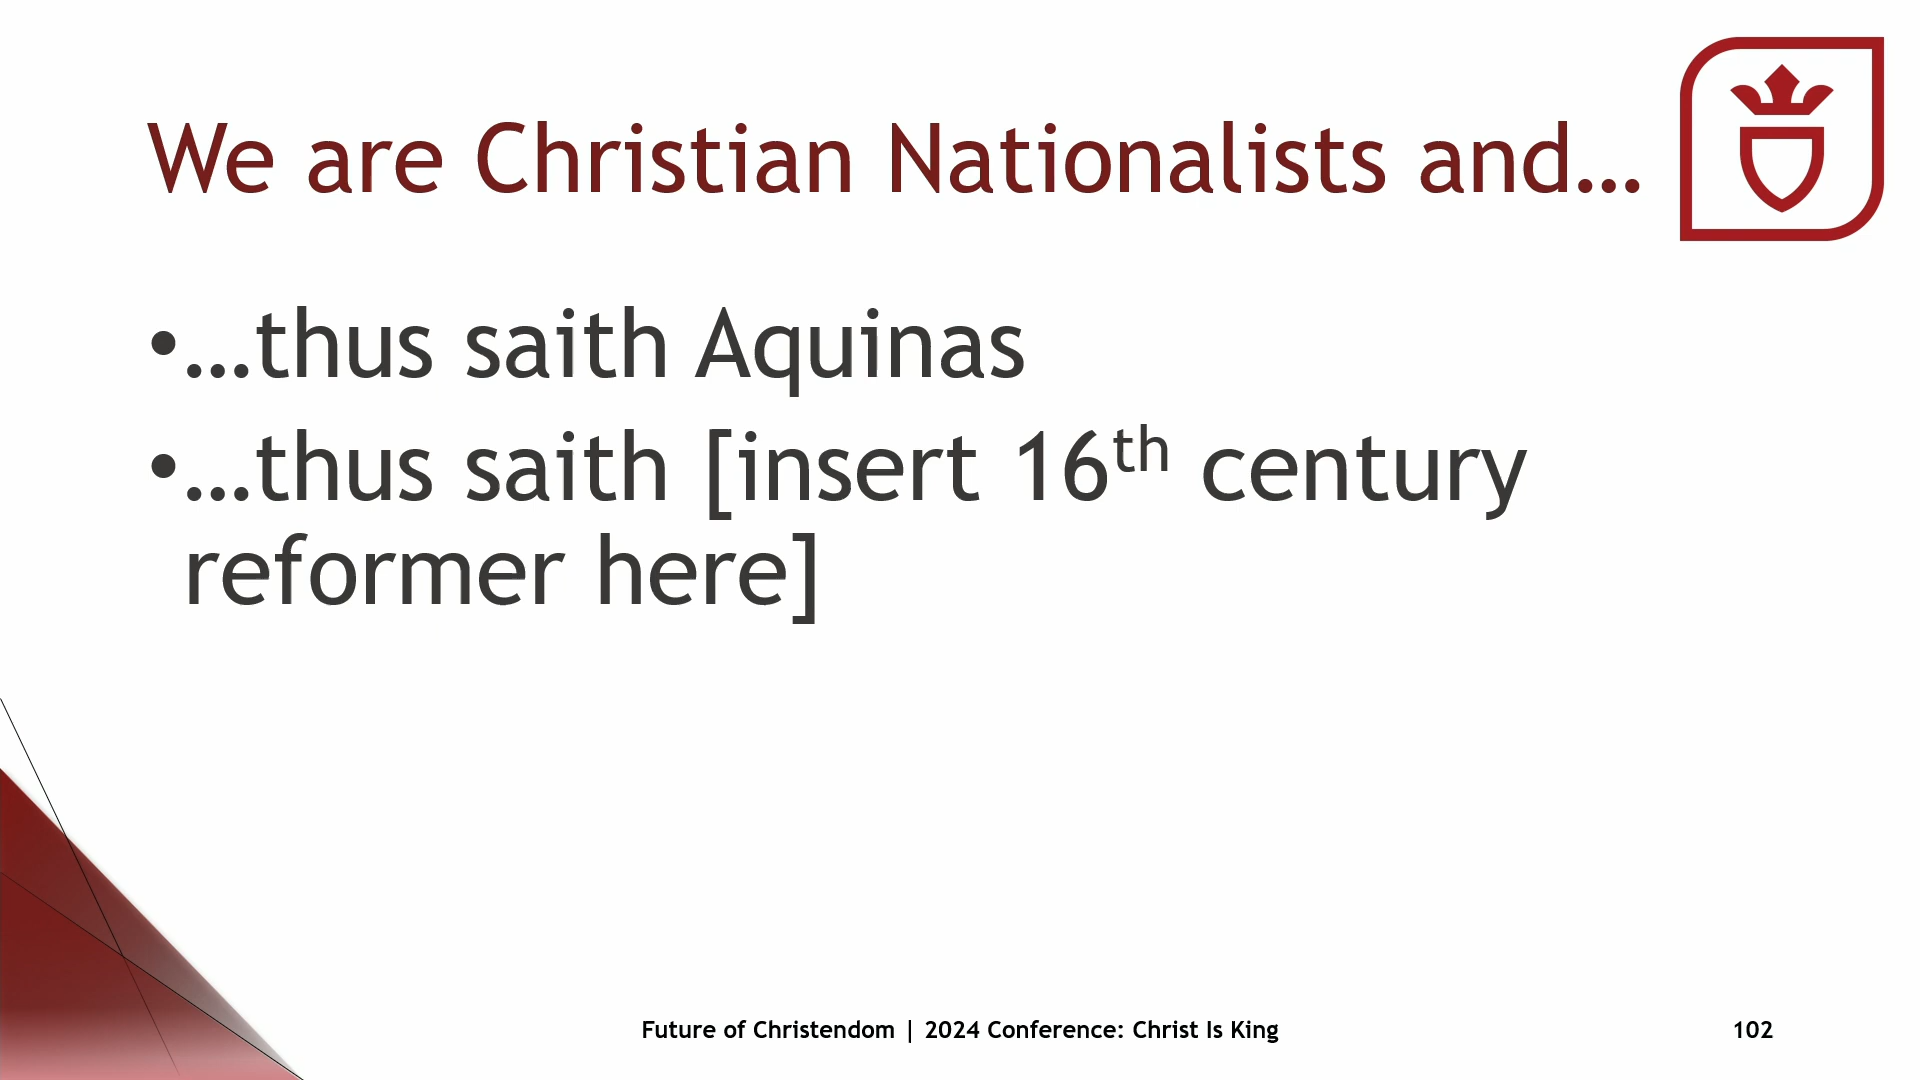 We are Christian Nationalists and…
•…thus saith Aquinas
•…thus saith [insert 16th century
reformer here]
Future of Christendom | 2024 Conference: Christ Is King
102